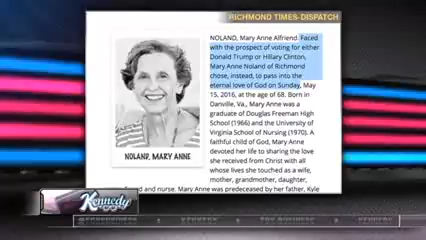 RICHMOND TIMES-DISPATCH
NOLAND, Mary Anne Alfriend. Faced
with the prospect of voting for either
Donald Trump or Hillary Clinton,
Mary Anne Noland of Richmond
chose, instead, to pass into the
eternal love of God on Sunday, May
15, 2016, at the age of 68. Born in
Danville, Va., Mary Anne was a
graduate of Douglas Freeman High
School (1966) and the University of
Virginia School of Nursing (1970). A
faithful child of God, Mary Anne
devoted her life to sharing the love
she received from Christ with all
whose lives she touched as a wife,
mother, grandmother, daughter,
and nurse. Mary Anne was predeceased by her father, Kyle
NOLAND, MARY ANNE
Kennedy